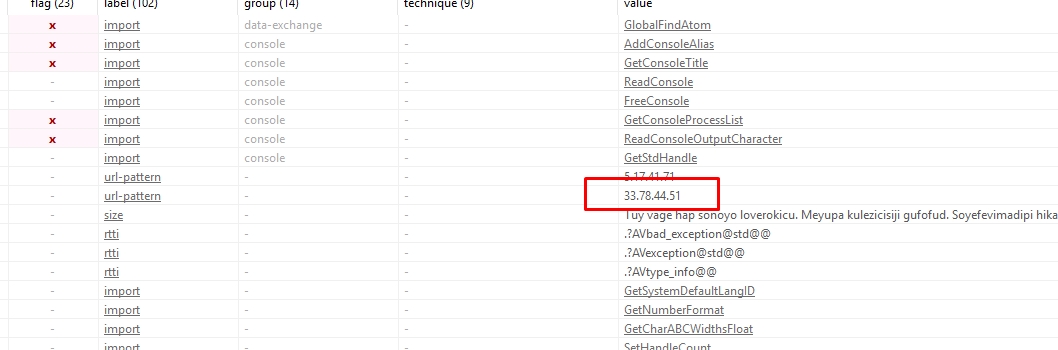 flag (23) label (102) group (14) technique (9) value
x import data-exchange - GlobalFindAtom
x import console - AddConsoleAlias
x import console - GetConsoleTitle
- import console - ReadConsole
- import console - FreeConsole
x import console - GetConsoleProcessList
x import console - ReadConsoleOutputCharacter
- import console - GetStdHandle
- url-pattern - - 5.17.41.71
- url-pattern - - 33.78.44.51
- size - - Tuy vage hap sohoyo loverokicu. Meyupa kulezicisiji gufofud. Soyefevimadipi hika
- rtti - - .?AVbad_exception@std@@
- rtti - - .?AVexception@std@@
- rtti - - .?AVtype_info@@
- import - - GetSystemDefaultLangID
- import - - GetNumberFormat
- import - - GetCharABCWidthsFloat
- import - - SetHandleCount